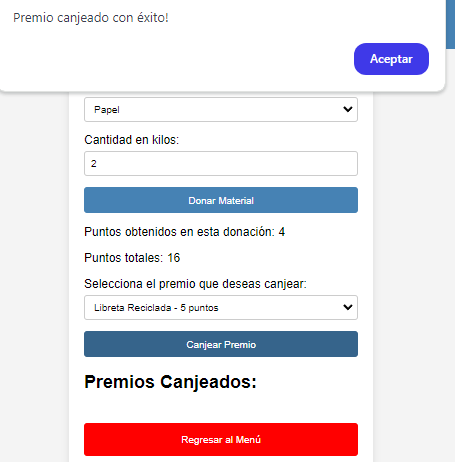 Premio canjeado con éxito!
Aceptar
Papel
Cantidad en kilos:
2
Donar Material
Puntos obtenidos en esta donación: 4
Puntos totales: 16
Selecciona el premio que deseas canjear:
Libreta Reciclada - 5 puntos
Canjear Premio
Premios Canjeados:
Regresar al Menú